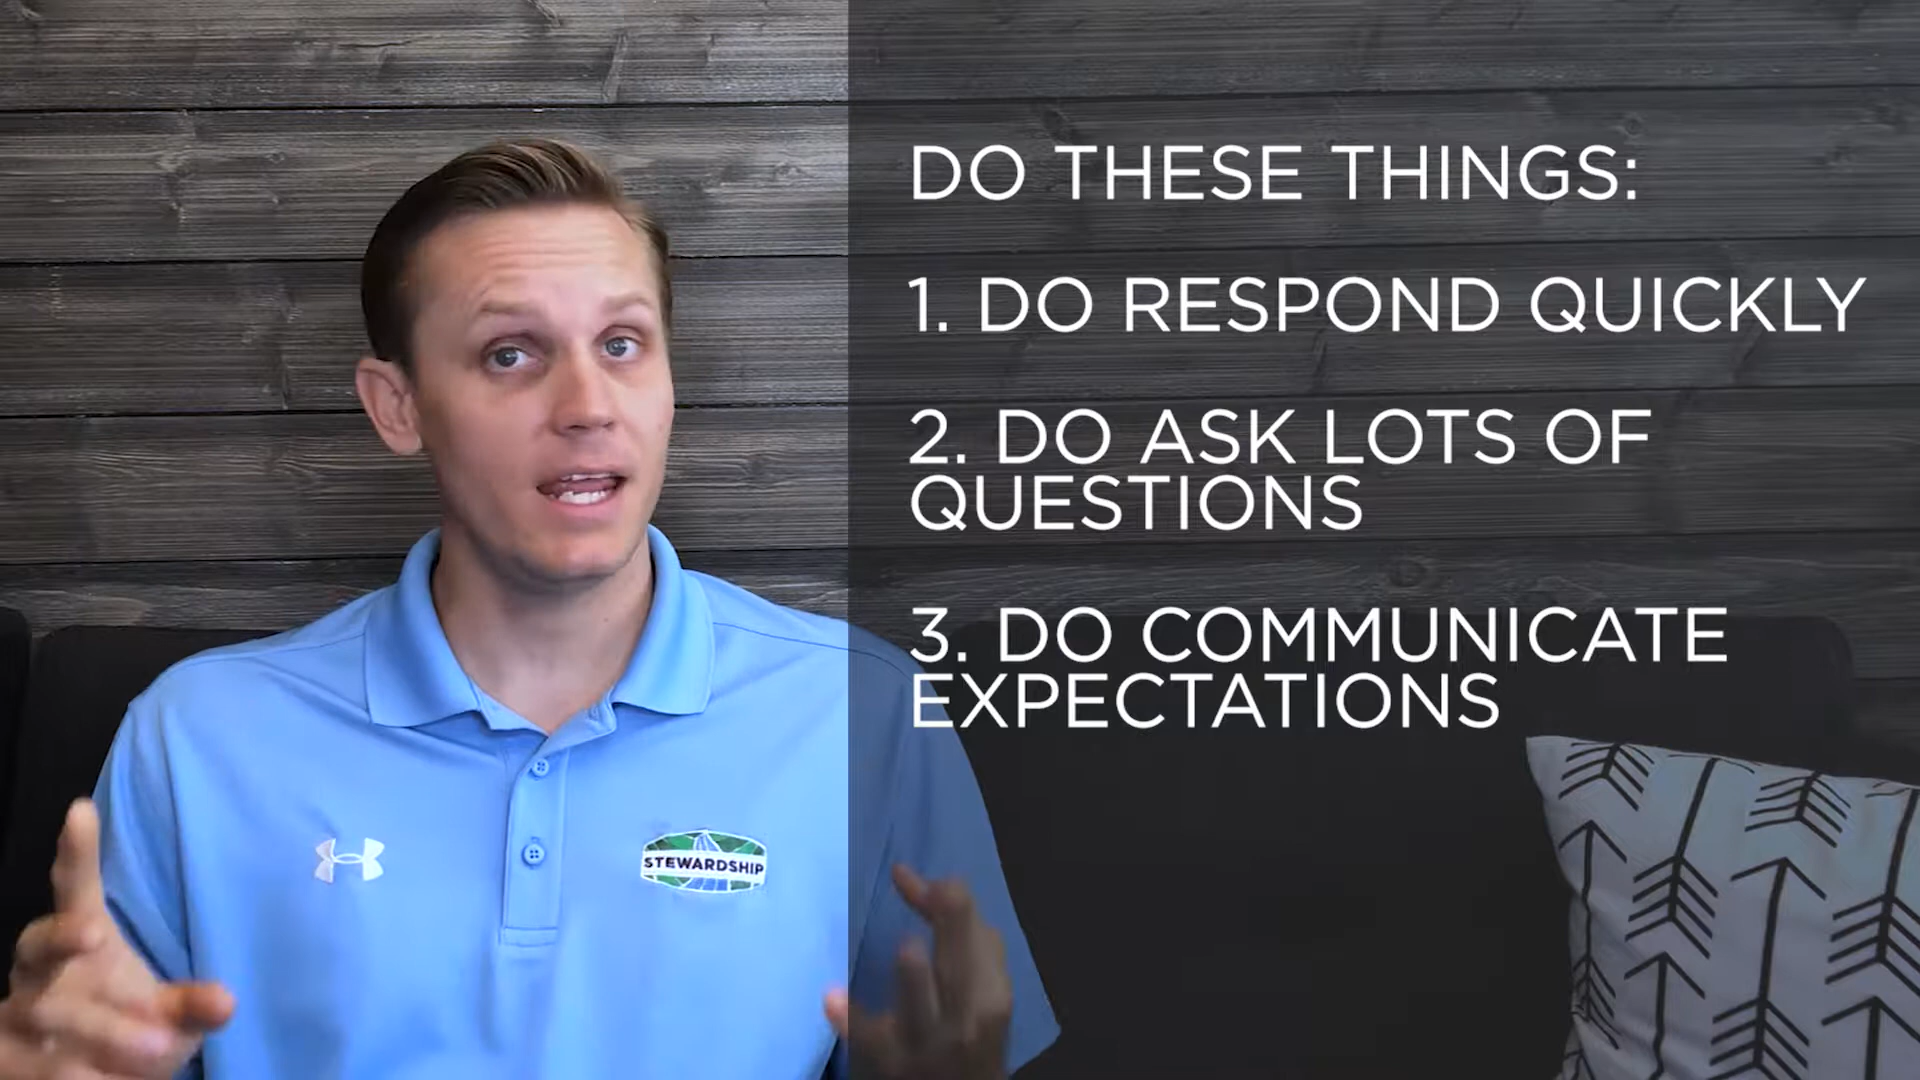 DO THESE THINGS:
1. DO RESPOND QUICKLY
2. DO ASK LOTS OF
QUESTIONS
3. DO COMMUNICATE
EXPECTATIONS
STEWARDSHIP